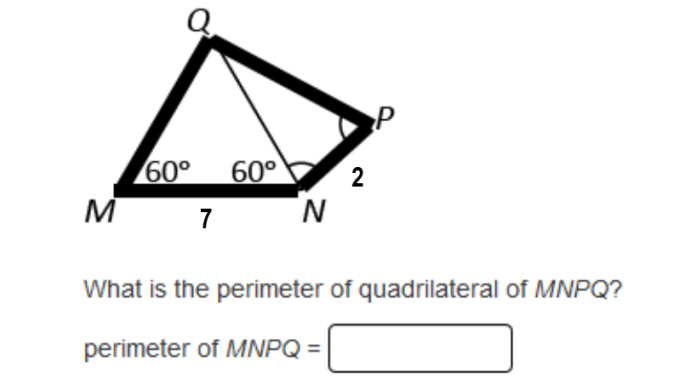 Q
P
60° 60°
2
M
N
7
What is the perimeter of quadrilateral of MNPQ?
perimeter of MNPQ =